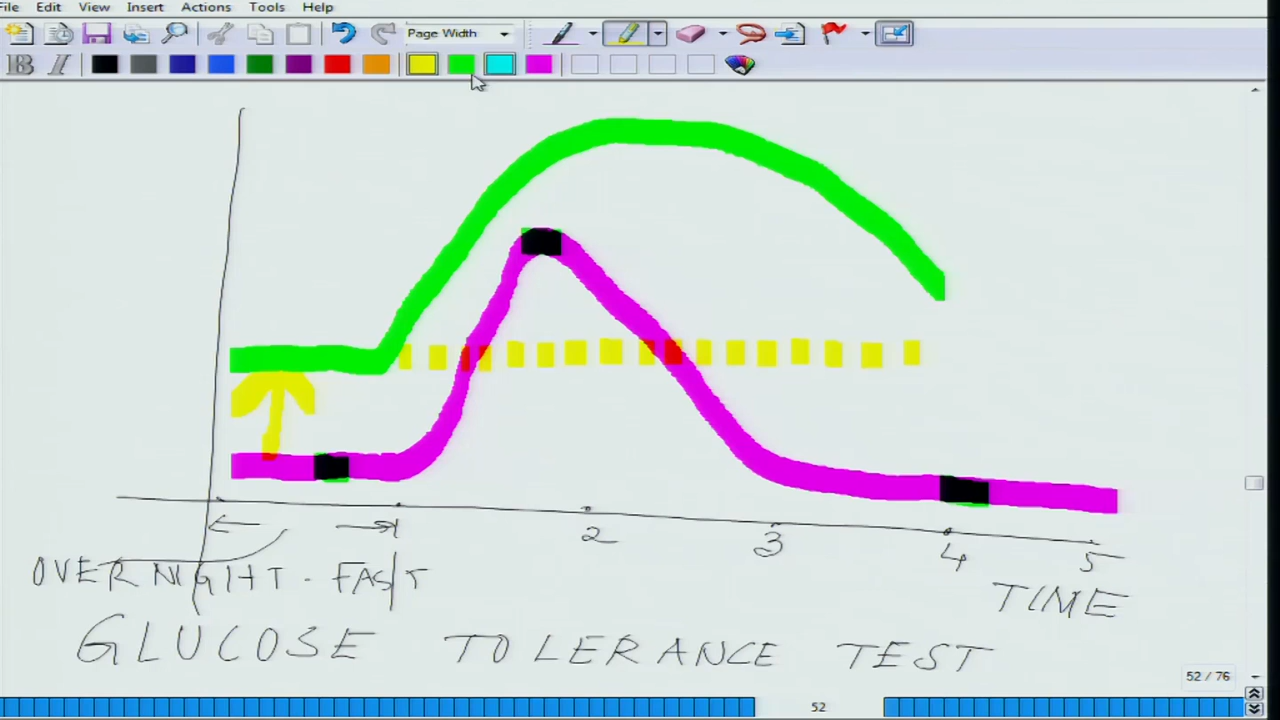 File Edit View Insert Actions Tools Help
Page Width
B I
1 2 3 4 5
OVERNIGHT - FAST
TIME
GLUCOSE TOLERANCE TEST
52 / 76
52